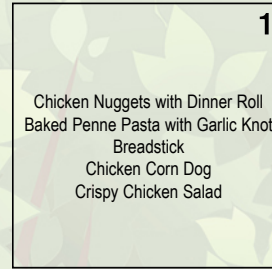 1
Chicken Nuggets with Dinner Roll
Baked Penne Pasta with Garlic Knot
Breadstick
Chicken Corn Dog
Crispy Chicken Salad